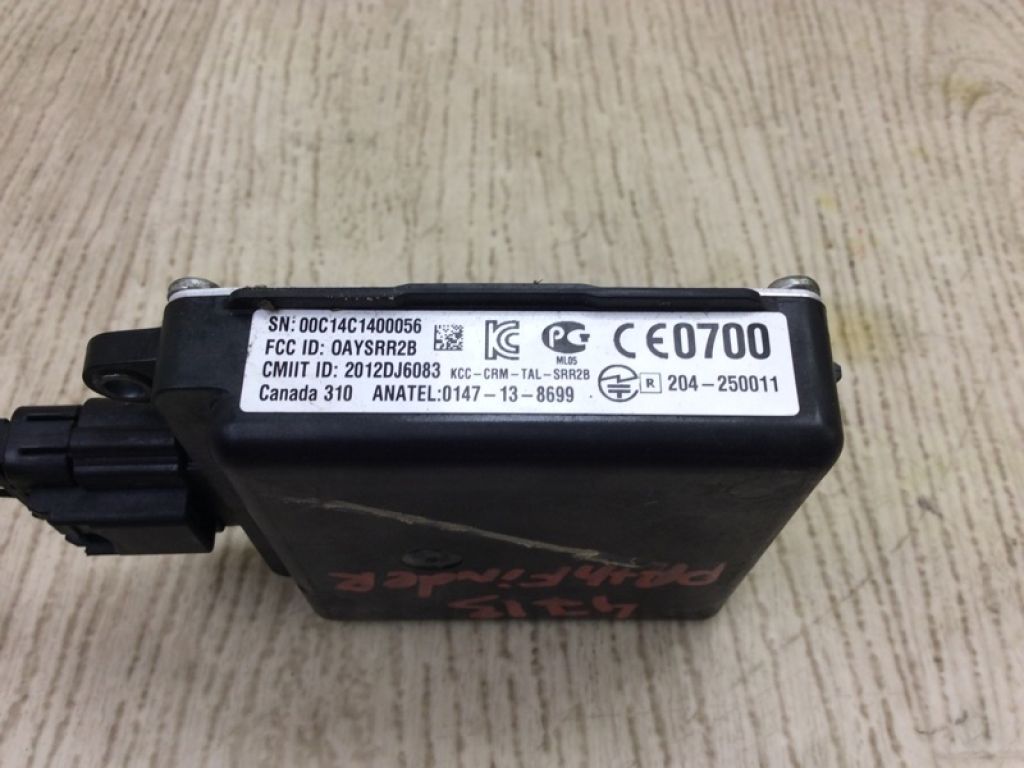 SN: 00C14C1400056
FCC ID: OAYSRR2B
CMIIT ID: 2012DJ6083
Canada 310 ANATEL:0147-13-8699
KCC-CRM-TAL-SRR2B
PG
ML05
CE0700
R 204-250011
PAthFindeR